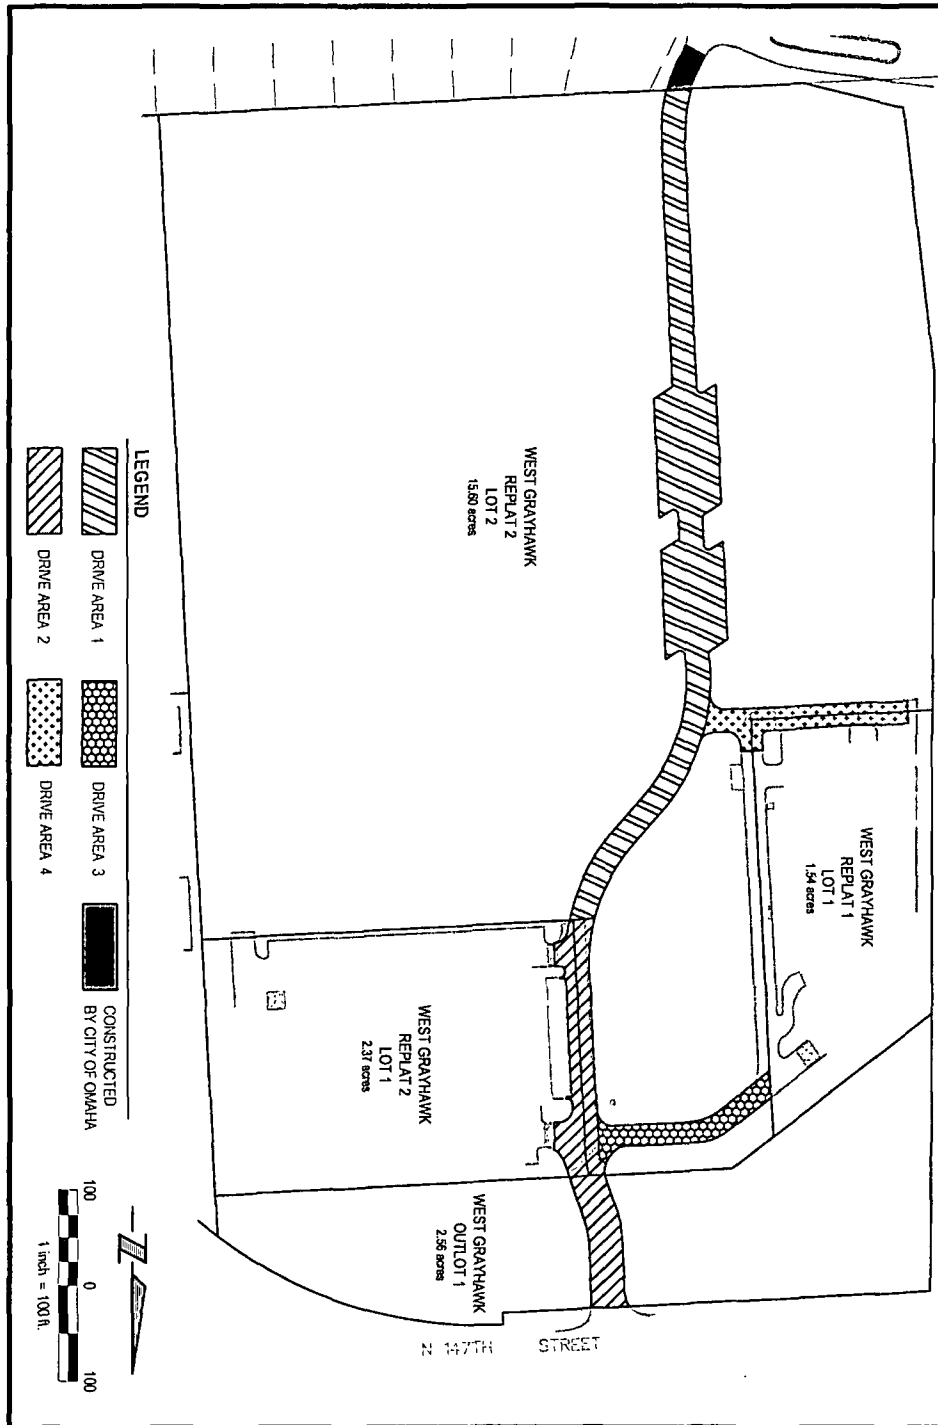 WEST GRAYHAWK
REPLAT 2
LOT 2
15.60 acres
WEST GRAYHAWK
REPLAT 1
LOT 1
1.54 acres
WEST GRAYHAWK
REPLAT 2
LOT 1
2.37 acres
WEST GRAYHAWK
OUTLOT 1
2.56 acres
N 147TH STREET
LEGEND
DRIVE AREA 1
DRIVE AREA 2
DRIVE AREA 3
DRIVE AREA 4
CONSTRUCTED
BY CITY OF OMAHA
100 0 100
1 inch = 100 ft.